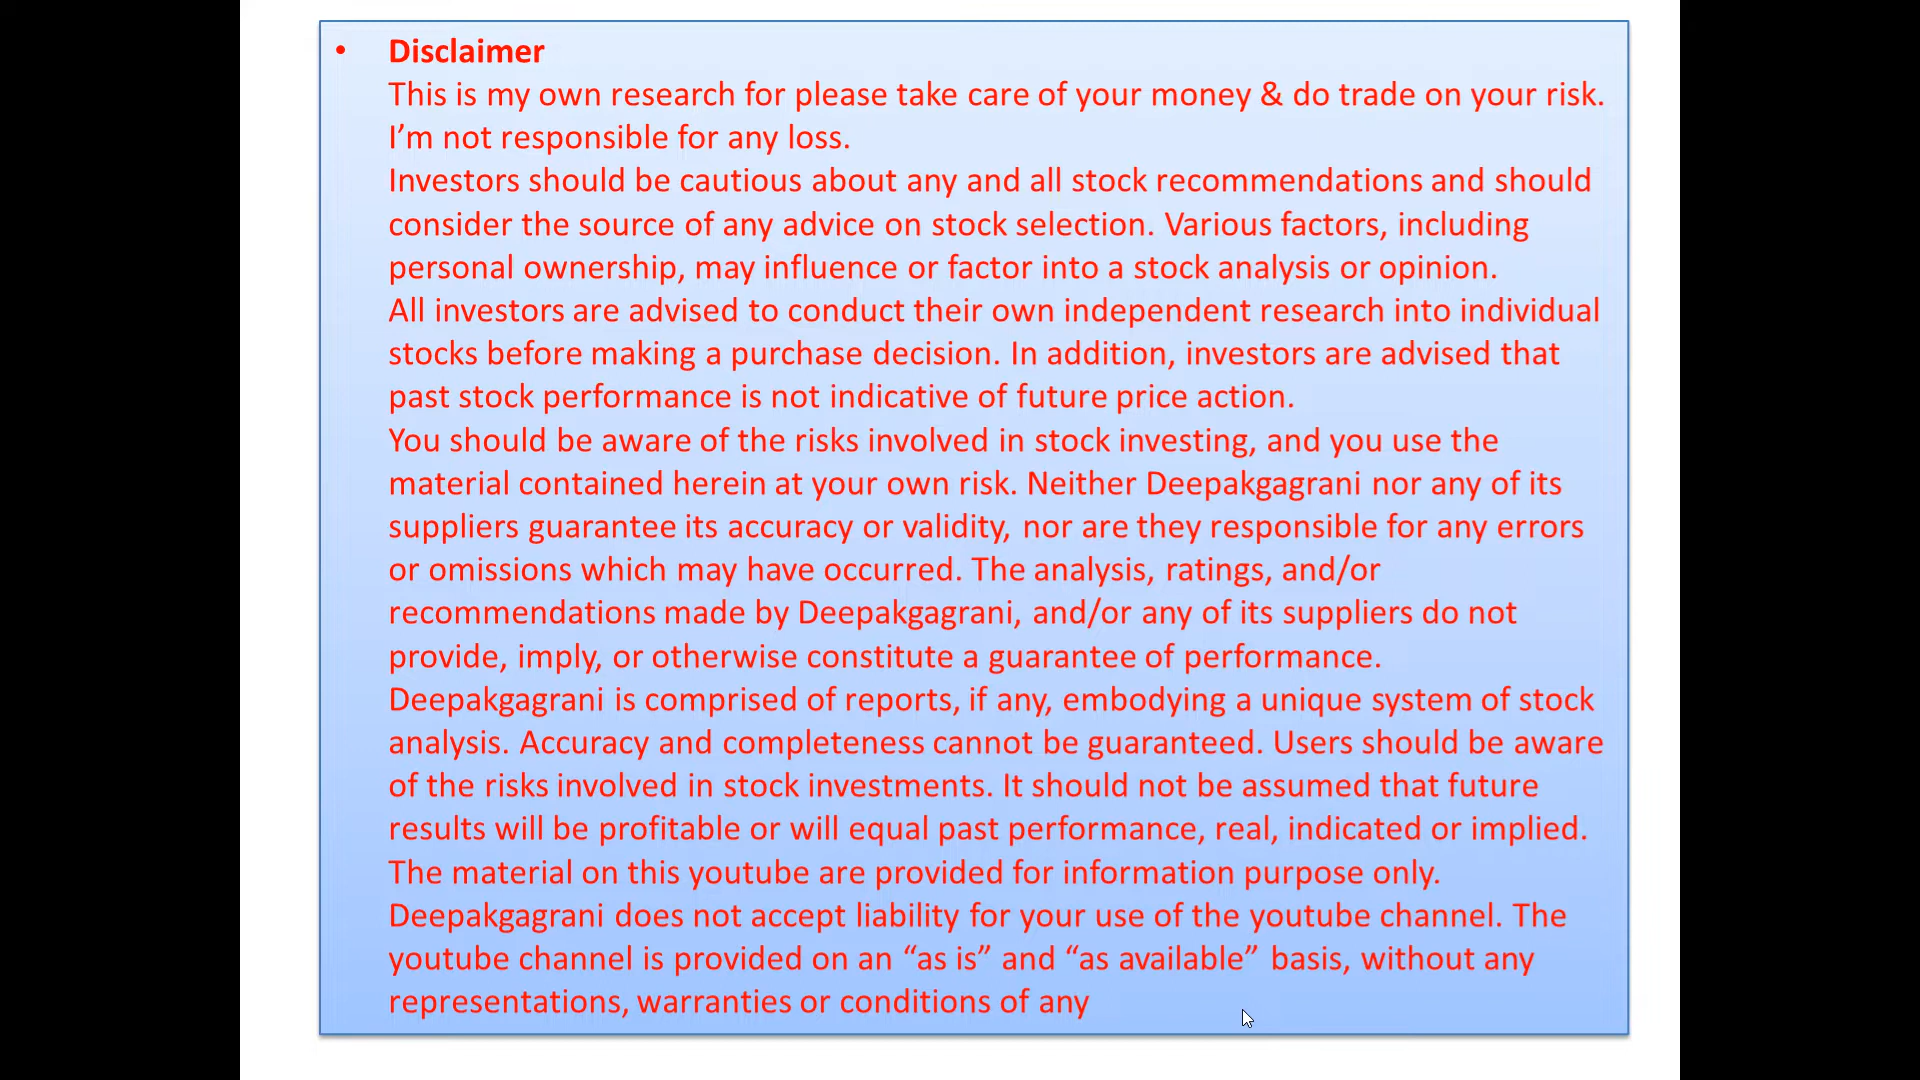 • Disclaimer
This is my own research for please take care of your money & do trade on your risk.
I’m not responsible for any loss.
Investors should be cautious about any and all stock recommendations and should
consider the source of any advice on stock selection. Various factors, including
personal ownership, may influence or factor into a stock analysis or opinion.
All investors are advised to conduct their own independent research into individual
stocks before making a purchase decision. In addition, investors are advised that
past stock performance is not indicative of future price action.
You should be aware of the risks involved in stock investing, and you use the
material contained herein at your own risk. Neither Deepakgagrani nor any of its
suppliers guarantee its accuracy or validity, nor are they responsible for any errors
or omissions which may have occurred. The analysis, ratings, and/or
recommendations made by Deepakgagrani, and/or any of its suppliers do not
provide, imply, or otherwise constitute a guarantee of performance.
Deepakgagrani is comprised of reports, if any, embodying a unique system of stock
analysis. Accuracy and completeness cannot be guaranteed. Users should be aware
of the risks involved in stock investments. It should not be assumed that future
results will be profitable or will equal past performance, real, indicated or implied.
The material on this youtube are provided for information purpose only.
Deepakgagrani does not accept liability for your use of the youtube channel. The
youtube channel is provided on an “as is” and “as available” basis, without any
representations, warranties or conditions of any